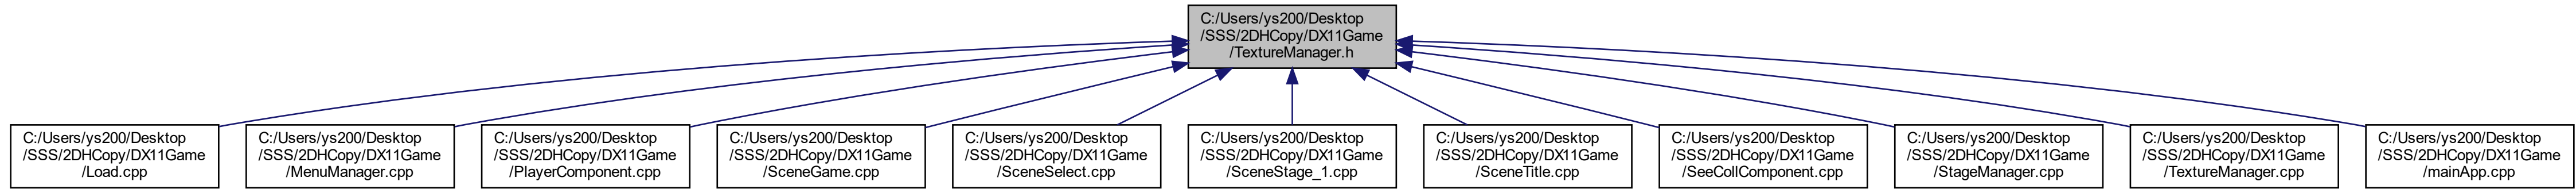 C:/Users/ys200/Desktop
/SSS/2DHCopy/DX11Game
/TextureManager.h
C:/Users/ys200/Desktop
/SSS/2DHCopy/DX11Game
/Load.cpp
C:/Users/ys200/Desktop
/SSS/2DHCopy/DX11Game
/MenuManager.cpp
C:/Users/ys200/Desktop
/SSS/2DHCopy/DX11Game
/PlayerComponent.cpp
C:/Users/ys200/Desktop
/SSS/2DHCopy/DX11Game
/SceneGame.cpp
C:/Users/ys200/Desktop
/SSS/2DHCopy/DX11Game
/SceneSelect.cpp
C:/Users/ys200/Desktop
/SSS/2DHCopy/DX11Game
/SceneStage_1.cpp
C:/Users/ys200/Desktop
/SSS/2DHCopy/DX11Game
/SceneTitle.cpp
C:/Users/ys200/Desktop
/SSS/2DHCopy/DX11Game
/SeeCollComponent.cpp
C:/Users/ys200/Desktop
/SSS/2DHCopy/DX11Game
/StageManager.cpp
C:/Users/ys200/Desktop
/SSS/2DHCopy/DX11Game
/TextureManager.cpp
C:/Users/ys200/Desktop
/SSS/2DHCopy/DX11Game
/mainApp.cpp